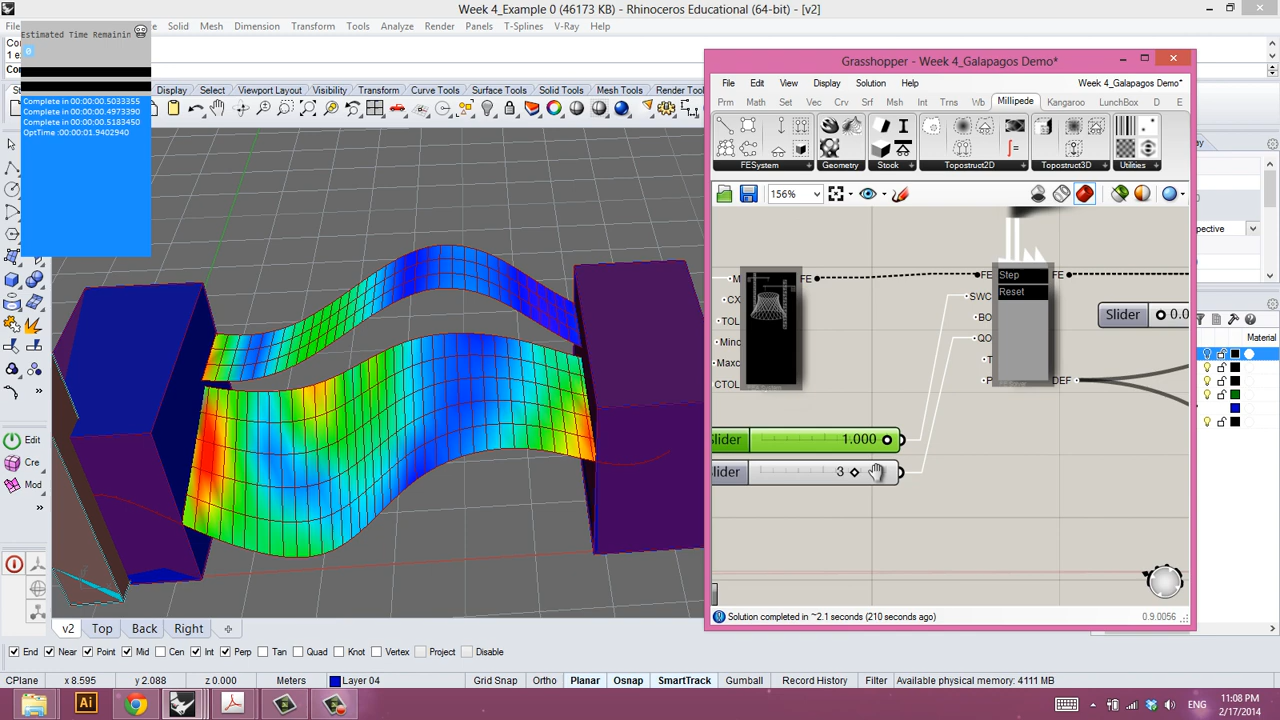 Week 4_Example 0 (46173 KB) - Rhinoceros Educational (64-bit) - [v2]
Solid Mesh Dimension Transform Tools Analyze Render Panels T-Splines V-Ray Help
Estimated Time Remainin
0
Complete in 00:00:00.5033355
Complete in 00:00:00.4973390
Complete in 00:00:00.5183450
OptTime :00:00:01.9402940
Display Select Viewport Layout Visibility Transform Curve Tools Surface Tools Solid Tools Mesh Tools Render Tools
Edit
Cre
Mod
Grasshopper - Week 4_Galapagos Demo*
File Edit View Display Solution Help Week 4_Galapagos Demo*
Prm Math Set Vec Crv Srf Msh Int Trns Wb Millipede Kangaroo LunchBox D E
FESystem Geometry Stock Topostruct2D Topostruct3D Utilities
156%
M FE
CX
TOL
Minc
Maxc
CTOL
FE Step FE
SWC Reset
BO
QO
T
P DEF
Slider 0.0
lider 1.000
lider 3
Solution completed in ~2.1 seconds (210 seconds ago) 0.9.0056
rspective
Material
v2 Top Back Right
End Near Point Mid Cen Int Perp Tan Quad Knot Vertex Project Disable
CPlane x 8.595 y 2.088 z 0.000 Meters Layer 04 Grid Snap Ortho Planar Osnap SmartTrack Gumball Record History Filter Available physical memory: 4111 MB
Ai ENG 11:08 PM
2/17/2014